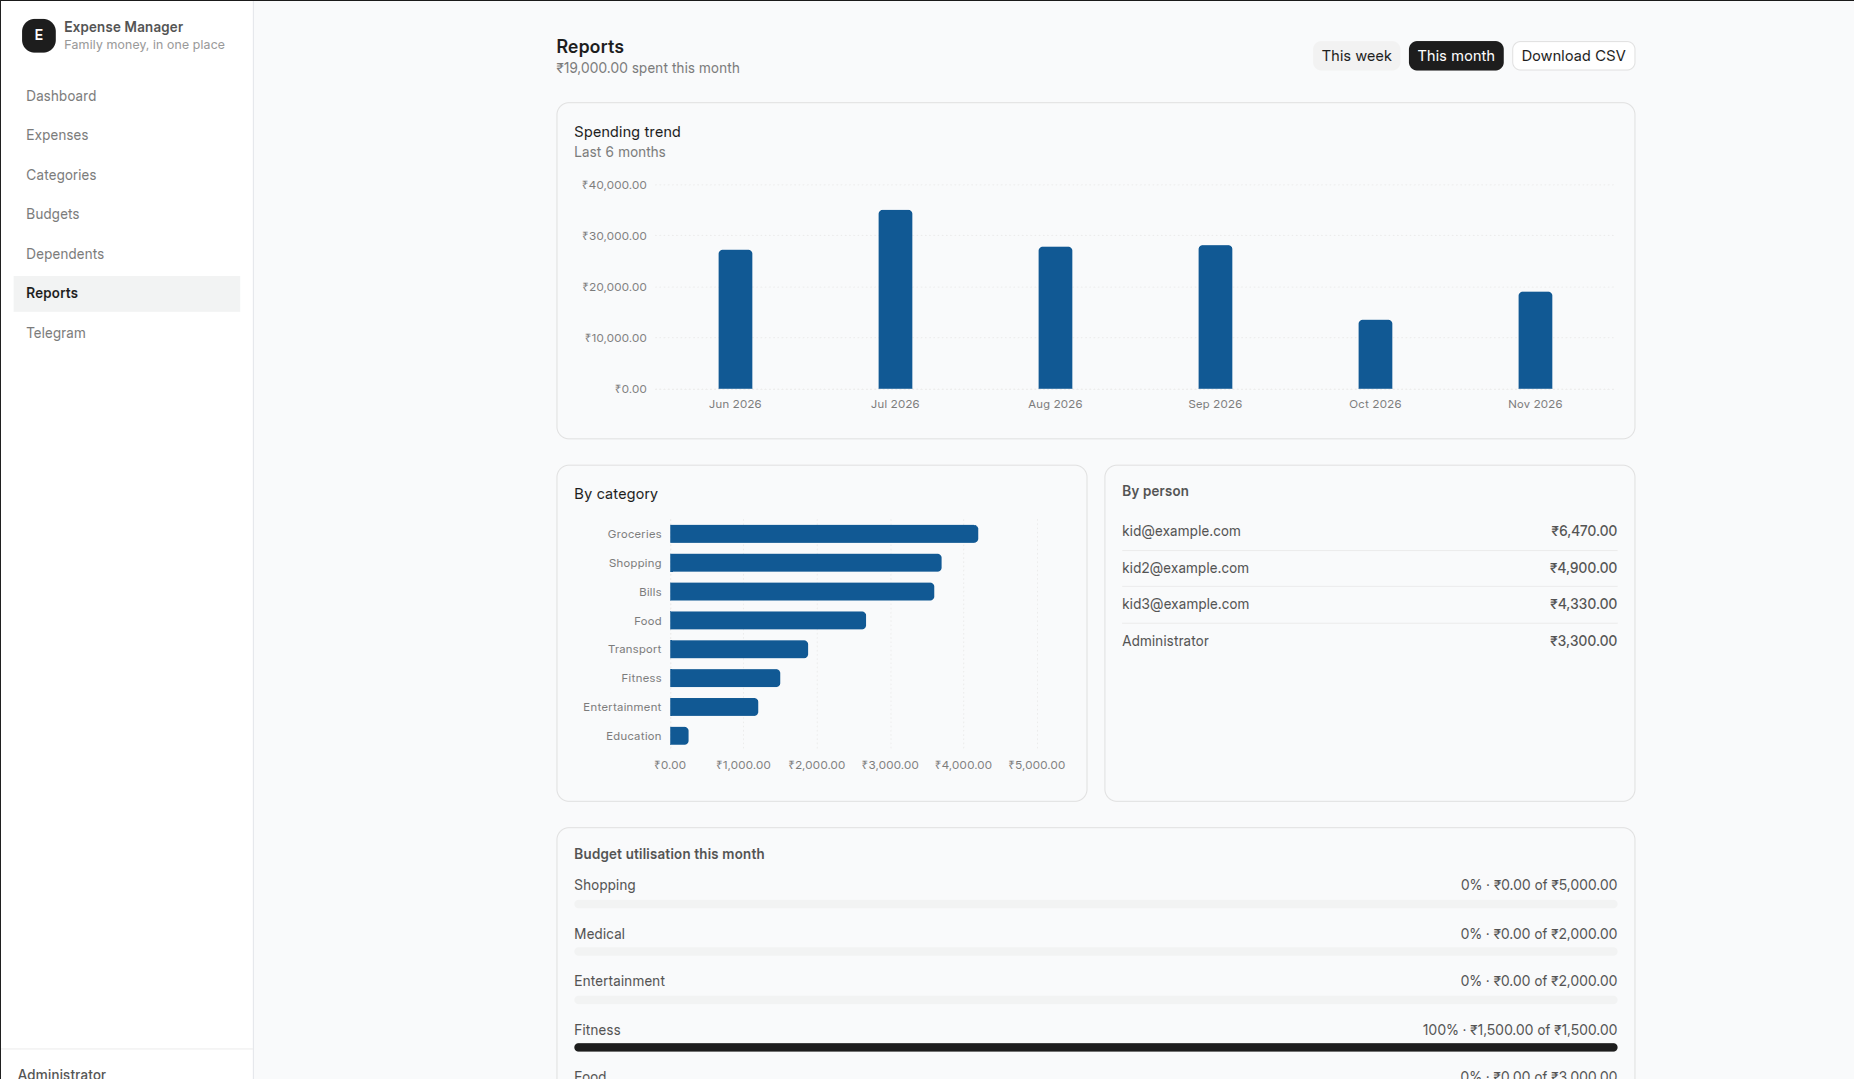 E
Expense Manager
Family money, in one place
Dashboard
Expenses
Categories
Budgets
Dependents
Reports
Telegram
Administrator
Reports
₹19,000.00 spent this month
This week
This month
Download CSV
Spending trend
Last 6 months
₹40,000.00
₹30,000.00
₹20,000.00
₹10,000.00
₹0.00
Jun 2026
Jul 2026
Aug 2026
Sep 2026
Oct 2026
Nov 2026
By category
Groceries
Shopping
Bills
Food
Transport
Fitness
Entertainment
Education
₹0.00
₹1,000.00
₹2,000.00
₹3,000.00
₹4,000.00
₹5,000.00
By person
kid@example.com ₹6,470.00
kid2@example.com ₹4,900.00
kid3@example.com ₹4,330.00
Administrator ₹3,300.00
Budget utilisation this month
Shopping 0% · ₹0.00 of ₹5,000.00
Medical 0% · ₹0.00 of ₹2,000.00
Entertainment 0% · ₹0.00 of ₹2,000.00
Fitness 100% · ₹1,500.00 of ₹1,500.00
Food 0% · ₹0.00 of ₹3,000.00